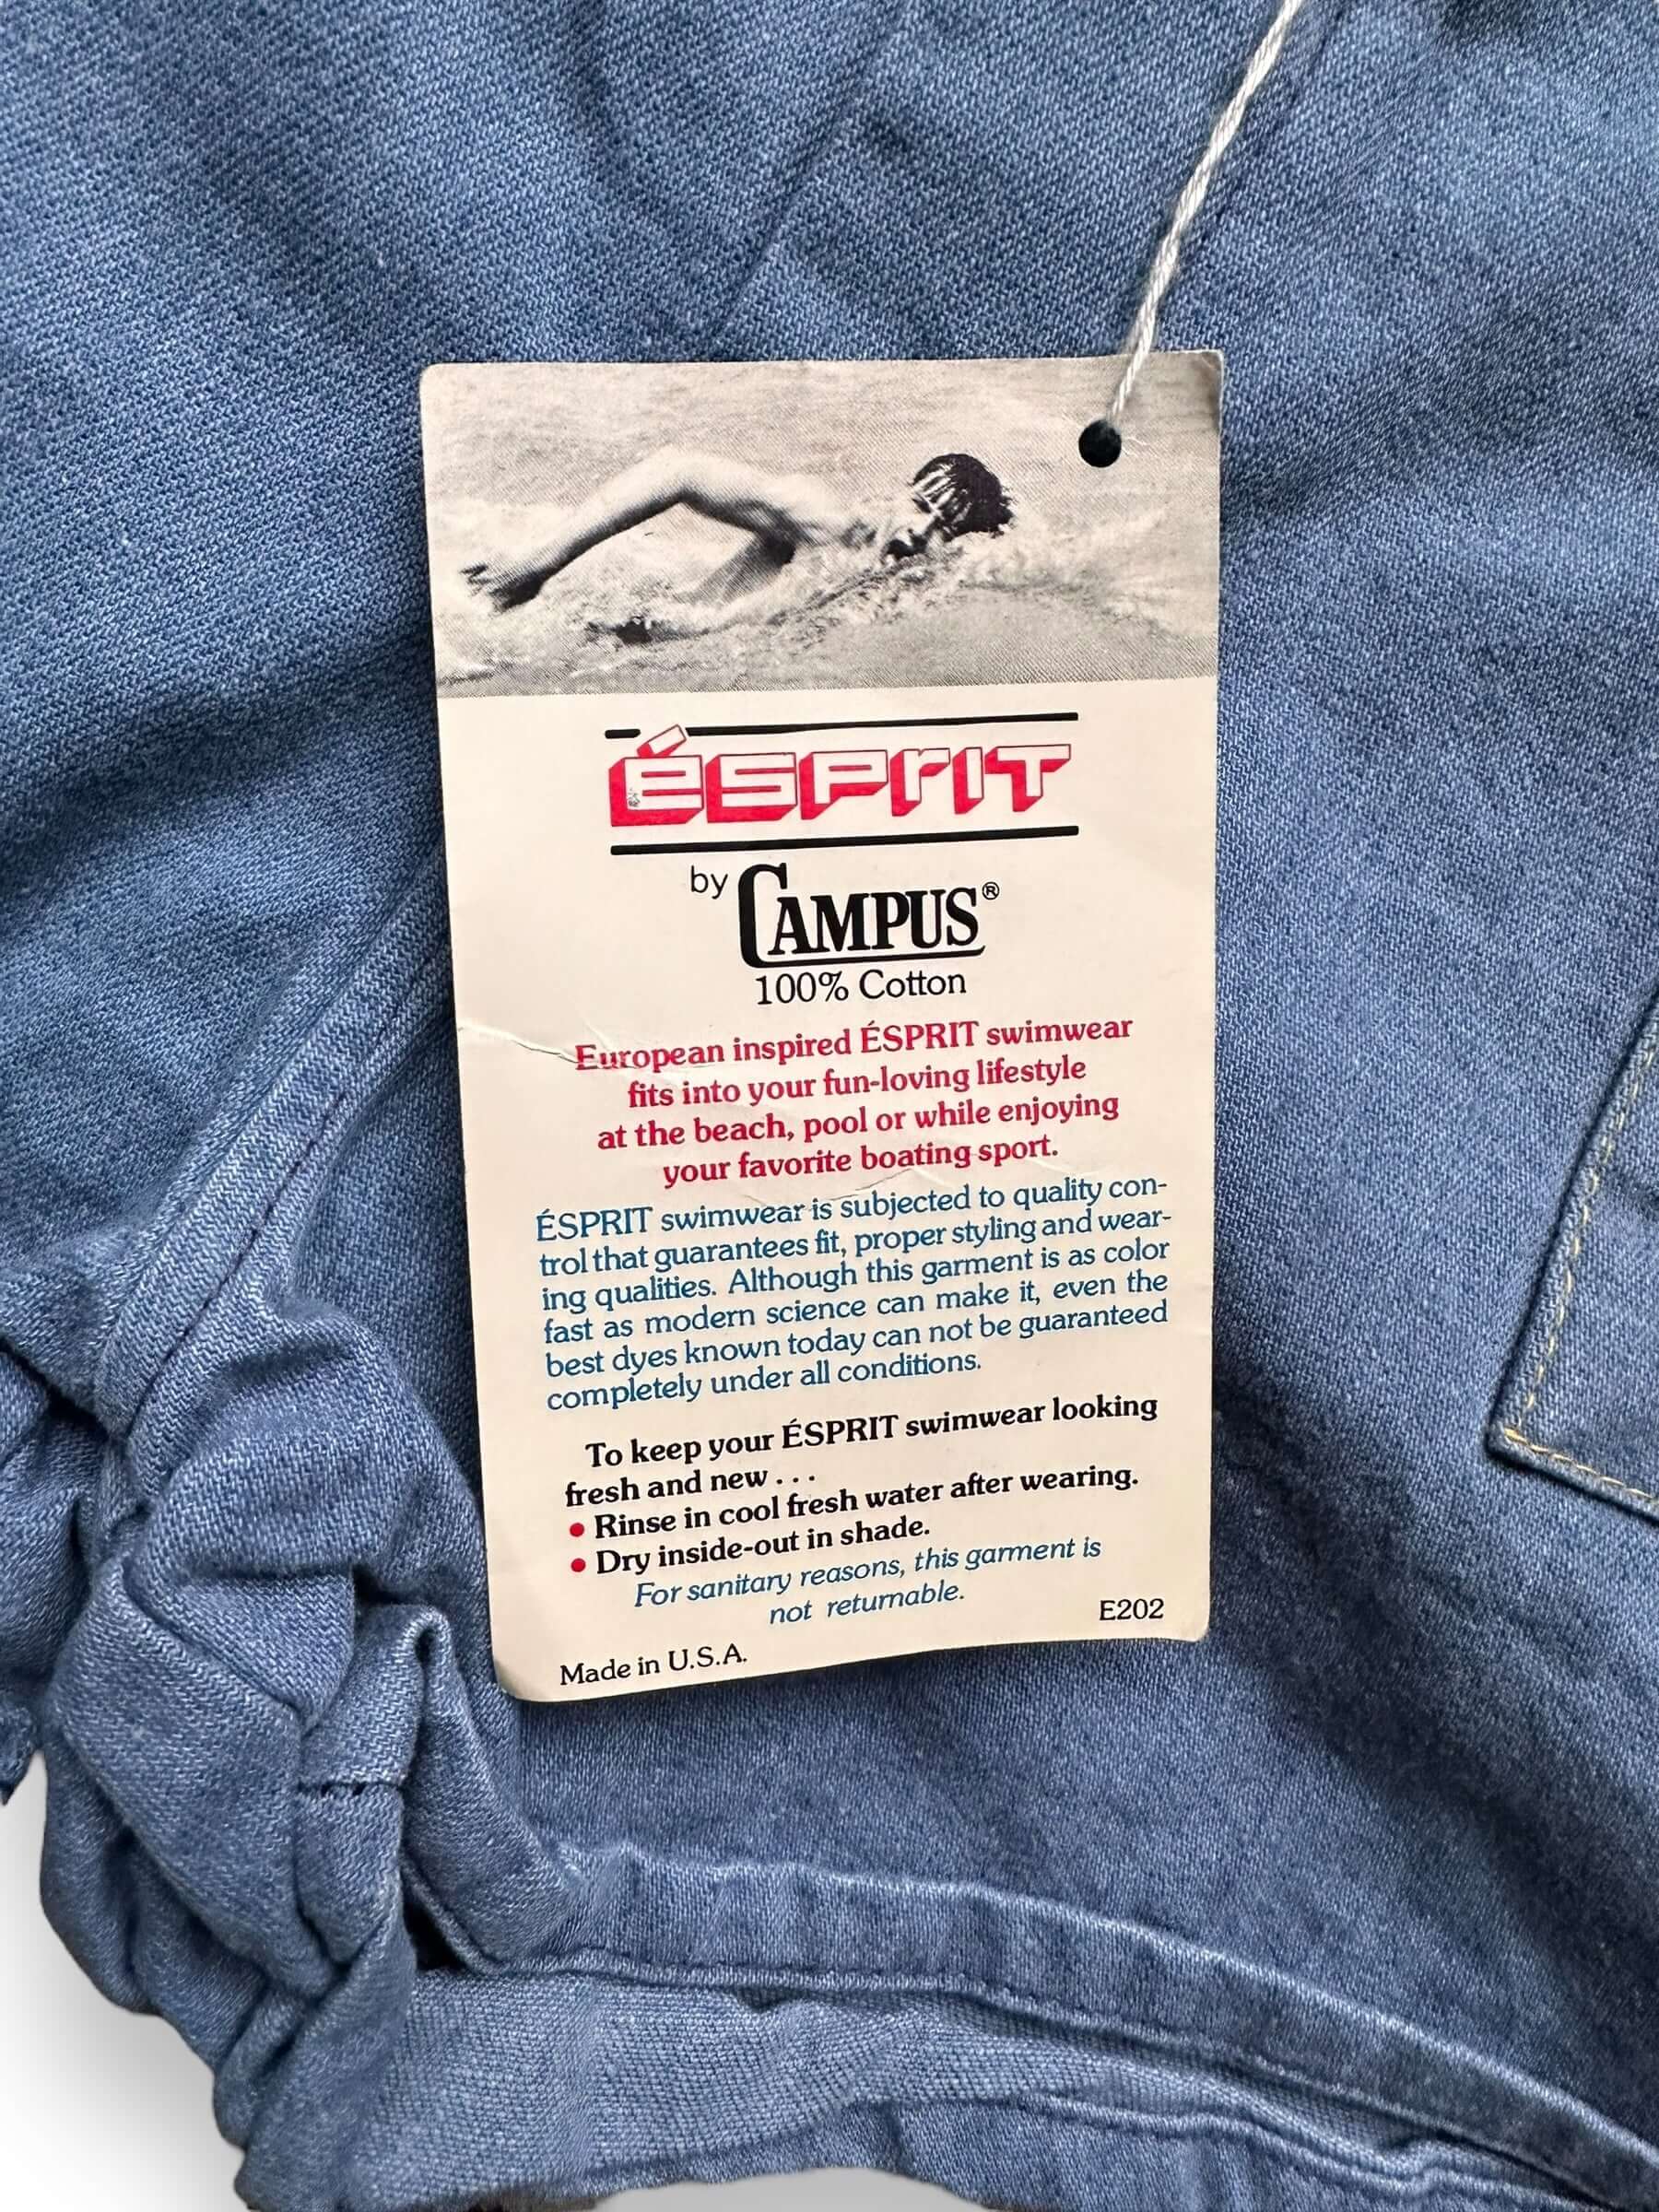 éSPrIT
by CAMPUS®
100% Cotton
European inspired ÉSPRIT swimwear
fits into your fun-loving lifestyle
at the beach, pool or while enjoying
your favorite boating sport.
ÉSPRIT swimwear is subjected to quality con-
trol that guarantees fit, proper styling and wear-
ing qualities. Although this garment is as color
fast as modern science can make it, even the
best dyes known today can not be guaranteed
completely under all conditions.
To keep your ÉSPRIT swimwear looking
fresh and new . . .
• Rinse in cool fresh water after wearing.
• Dry inside-out in shade.
For sanitary reasons, this garment is
not returnable.
E202
Made in U.S.A.